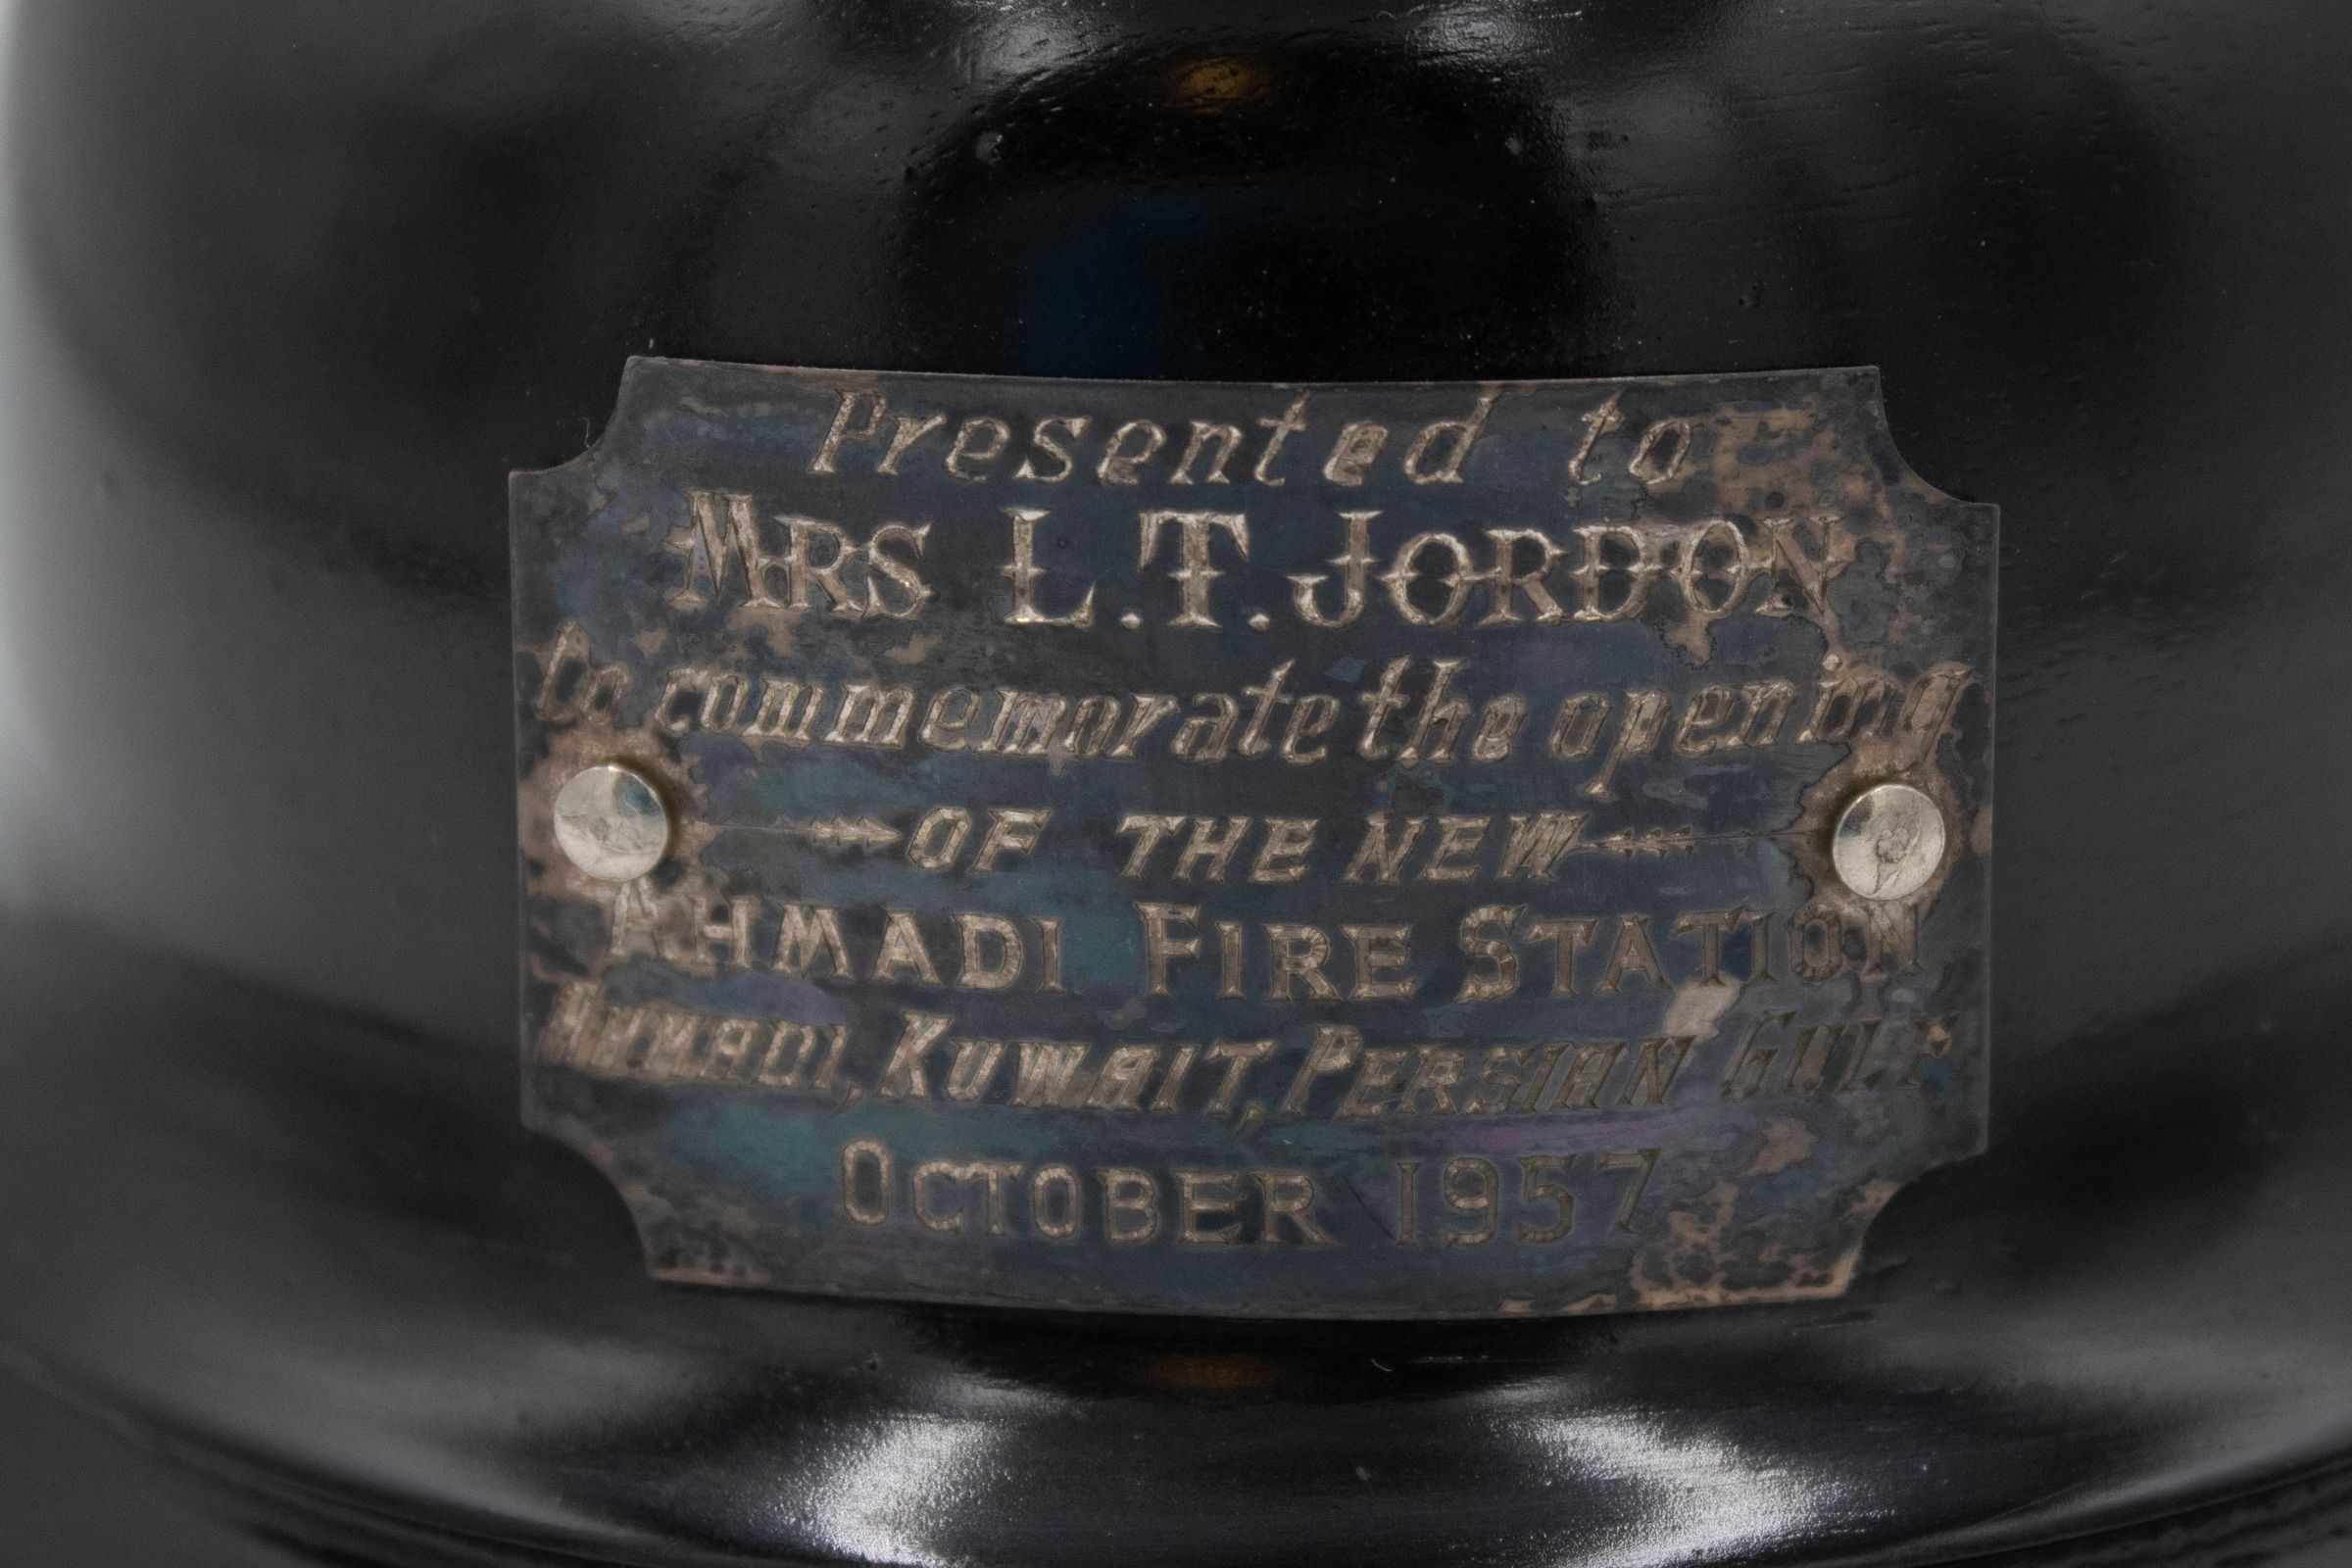 Presented to
MRS L.T. JORDON
to commemorate the opening
OF THE NEW
AHMADI FIRE STATION
AHMADI, KUWAIT, PERSIAN GULF
OCTOBER 1957